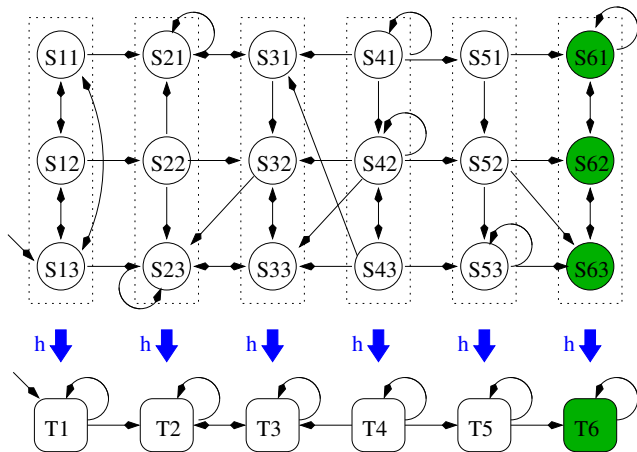 S11 S21 S31 S41 S51 S61
S12 S22 S32 S42 S52 S62
S13 S23 S33 S43 S53 S63
h h h h h h
T1 T2 T3 T4 T5 T6